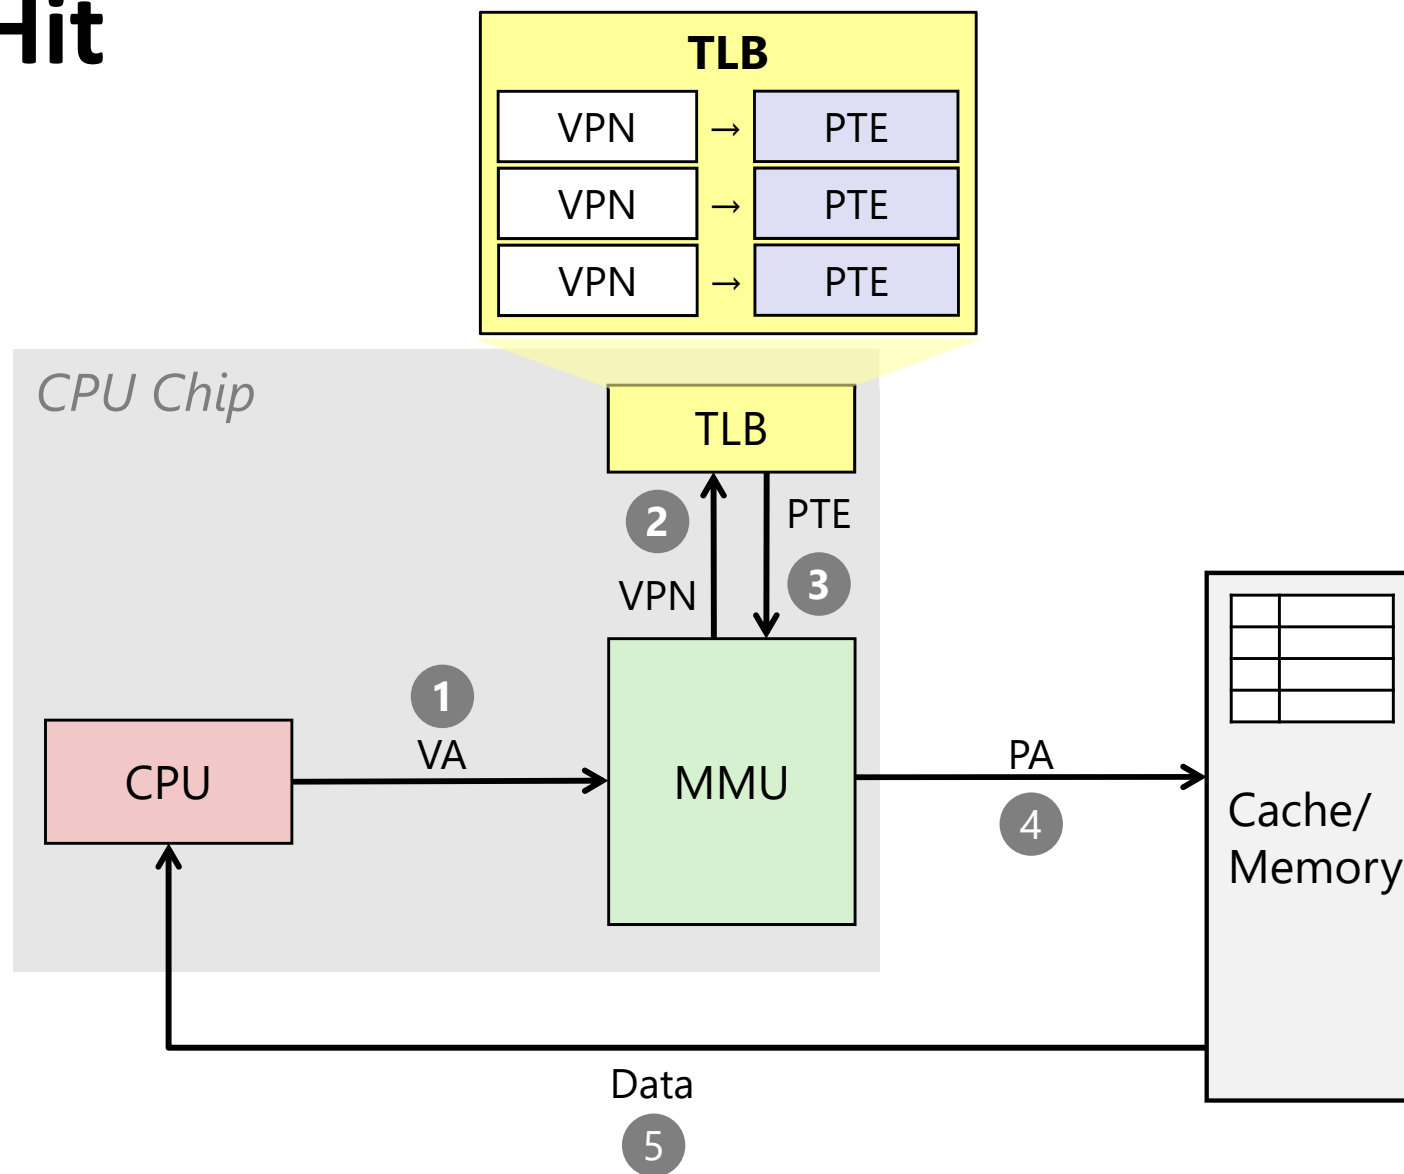 Hit
TLB
VPN → PTE
VPN → PTE
VPN → PTE
CPU Chip
TLB
2
PTE
VPN
3
1
VA
CPU
MMU
PA
4
Cache/
Memory
Data
5